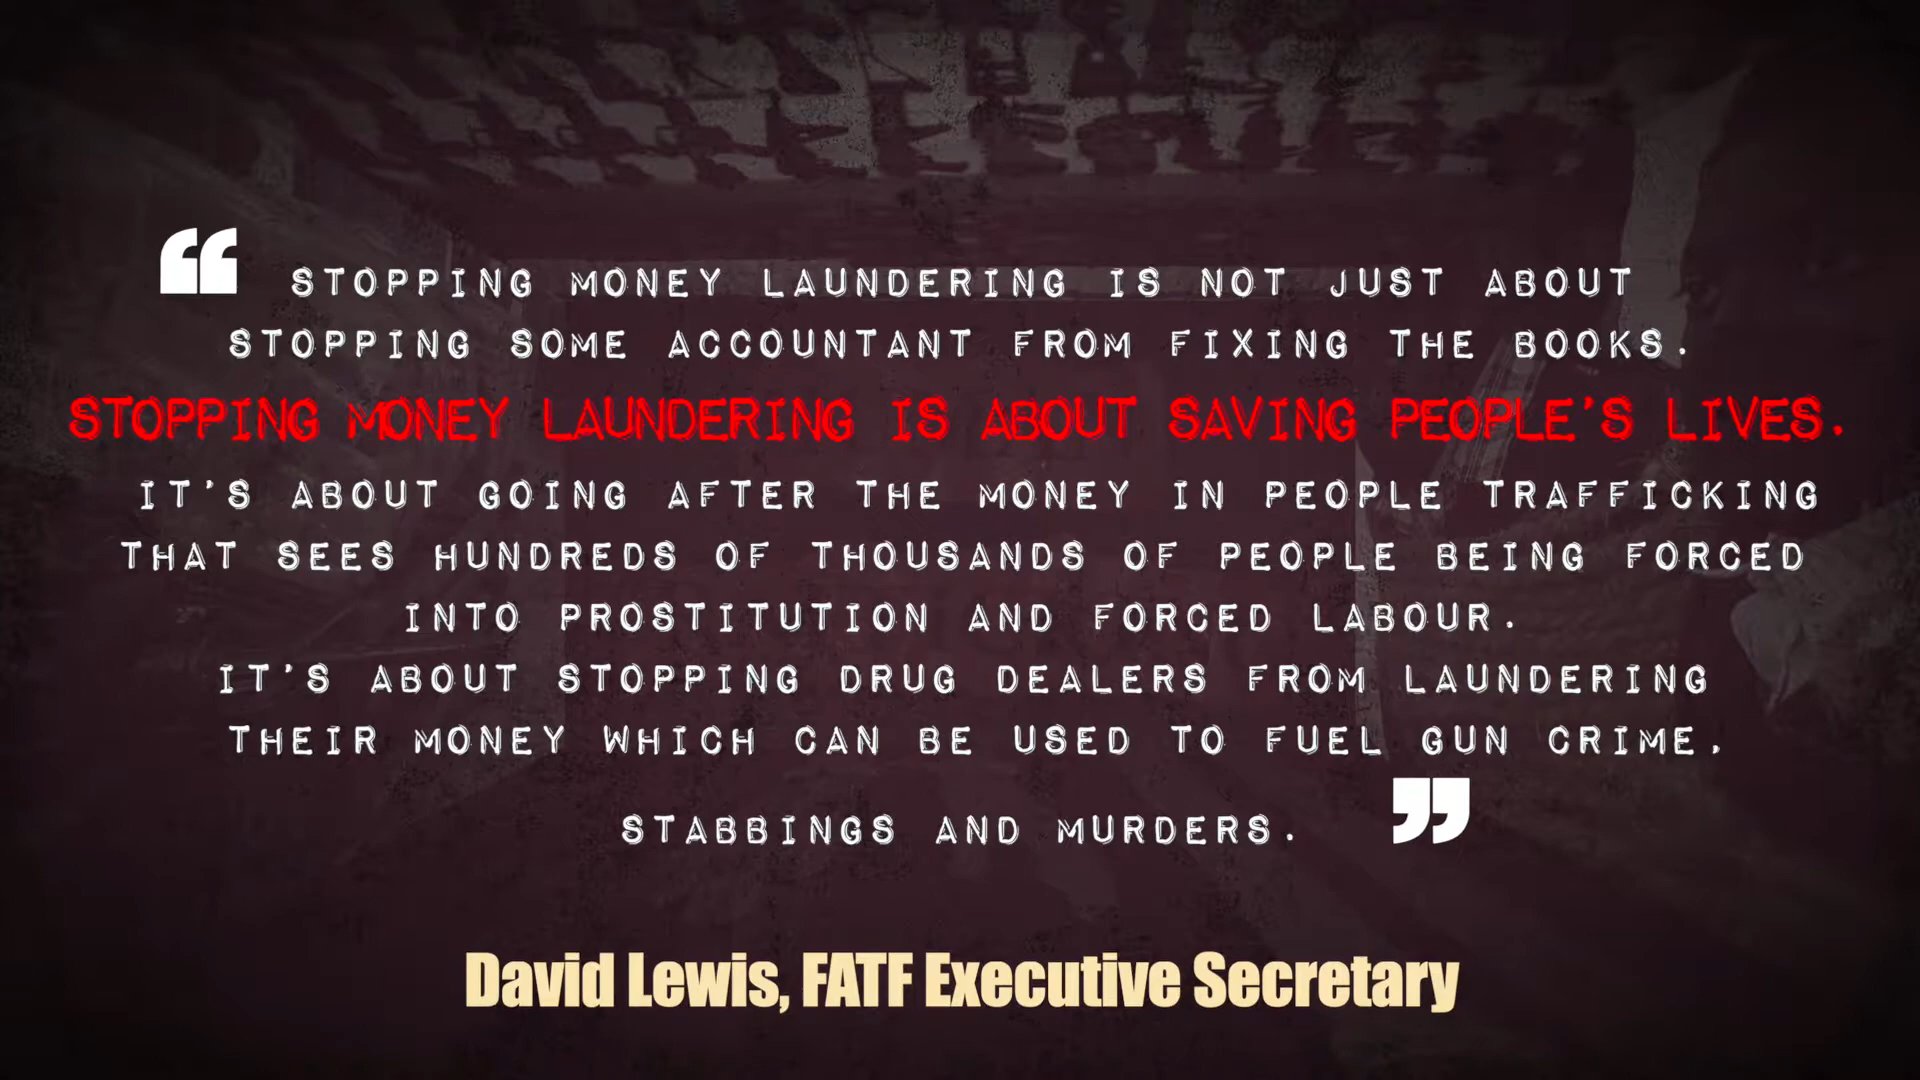 “ STOPPING MONEY LAUNDERING IS NOT JUST ABOUT
STOPPING SOME ACCOUNTANT FROM FIXING THE BOOKS.
STOPPING MONEY LAUNDERING IS ABOUT SAVING PEOPLE'S LIVES.
IT'S ABOUT GOING AFTER THE MONEY IN PEOPLE TRAFFICKING
THAT SEES HUNDREDS OF THOUSANDS OF PEOPLE BEING FORCED
INTO PROSTITUTION AND FORCED LABOUR.
IT'S ABOUT STOPPING DRUG DEALERS FROM LAUNDERING
THEIR MONEY WHICH CAN BE USED TO FUEL GUN CRIME,
STABBINGS AND MURDERS. ”
David Lewis, FATF Executive Secretary